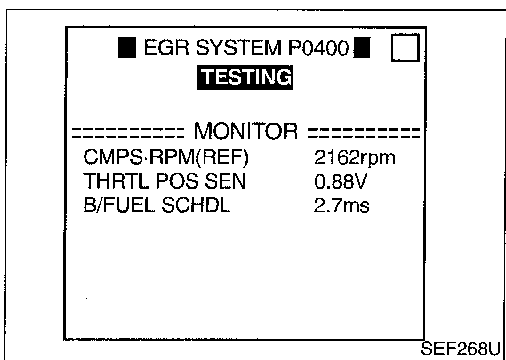 ■ EGR SYSTEM P0400 ■
TESTING
========== MONITOR ==========
CMPS·RPM(REF) 2162rpm
THRTL POS SEN 0.88V
B/FUEL SCHDL 2.7ms
SEF268U